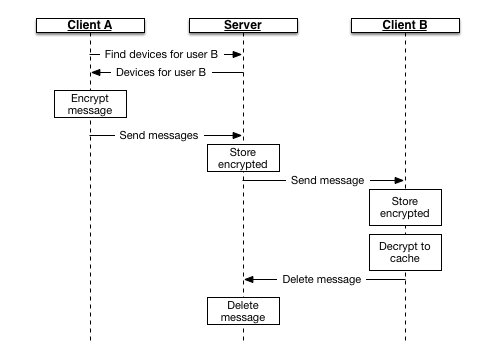 Client A
Server
Client B
Find devices for user B
Devices for user B
Encrypt
message
Send messages
Store
encrypted
Send message
Store
encrypted
Decrypt to
cache
Delete message
Delete
message